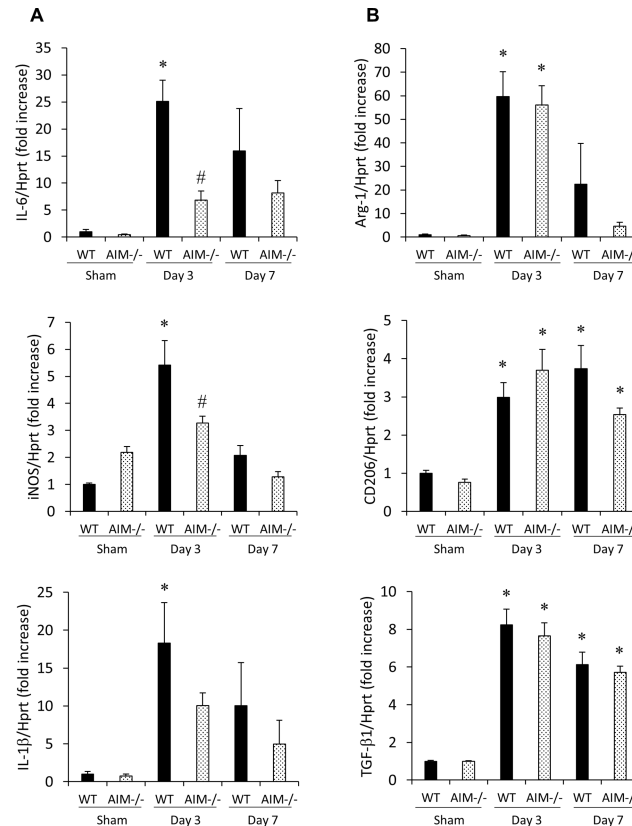 A
IL-6/Hprt (fold increase)
35
30
25
20
15
10
5
0
*
#
WT AIM-/- WT AIM-/- WT AIM-/-
Sham Day 3 Day 7
iNOS/Hprt (fold increase)
7
6
5
4
3
2
1
0
*
#
WT AIM-/- WT AIM-/- WT AIM-/-
Sham Day 3 Day 7
IL-1β/Hprt (fold increase)
25
20
15
10
5
0
*
WT AIM-/- WT AIM-/- WT AIM-/-
Sham Day 3 Day 7
B
Arg-1/Hprt (fold increase)
80
70
60
50
40
30
20
10
0
* *
WT AIM-/- WT AIM-/- WT AIM-/-
Sham Day 3 Day 7
CD206/Hprt (fold increase)
5
4
3
2
1
0
* * * *
WT AIM-/- WT AIM-/- WT AIM-/-
Sham Day 3 Day 7
TGF-β1/Hprt (fold increase)
10
8
6
4
2
0
* * * *
WT AIM-/- WT AIM-/- WT AIM-/-
Sham Day 3 Day 7